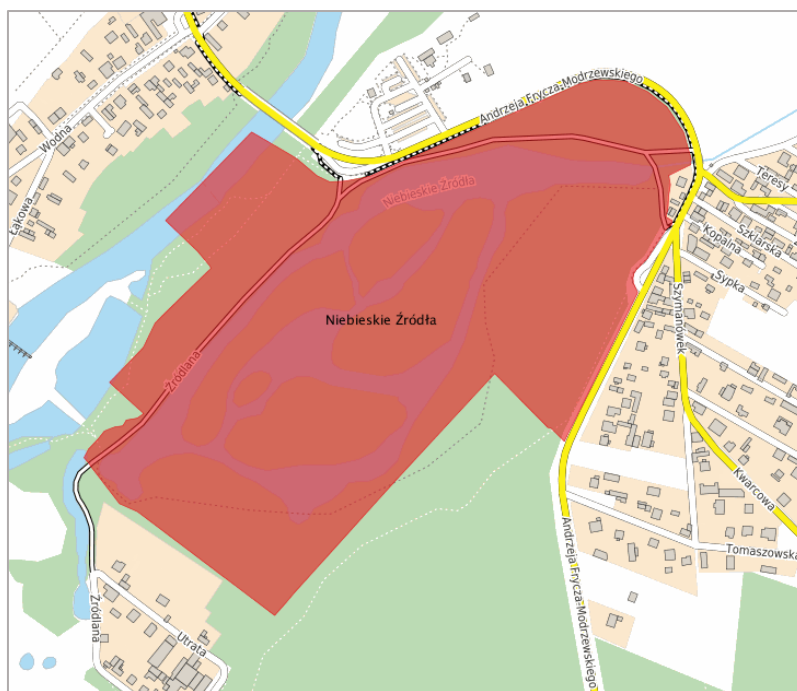 Andrzeja Frycza-Modrzewskiego
Wodna
Łąkowa
Teresy
Niebieskie Źródła
Szklarska
Kopalna
Sypka
Szymanówek
Niebieskie Źródła
Źródlana
Kwarcowa
Tomaszowska
Andrzeja Frycza-Modrzewskiego
Źródlana
Utrata